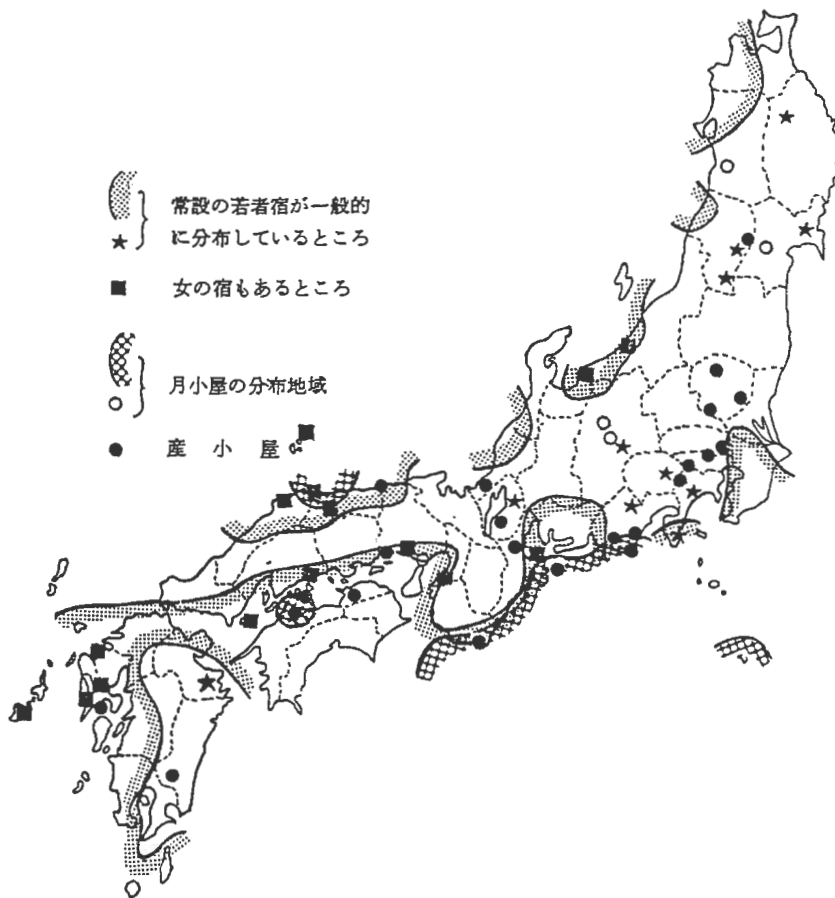 常設の若者宿が一般的
に分布しているところ
女の宿もあるところ
月小屋の分布地域
産小屋